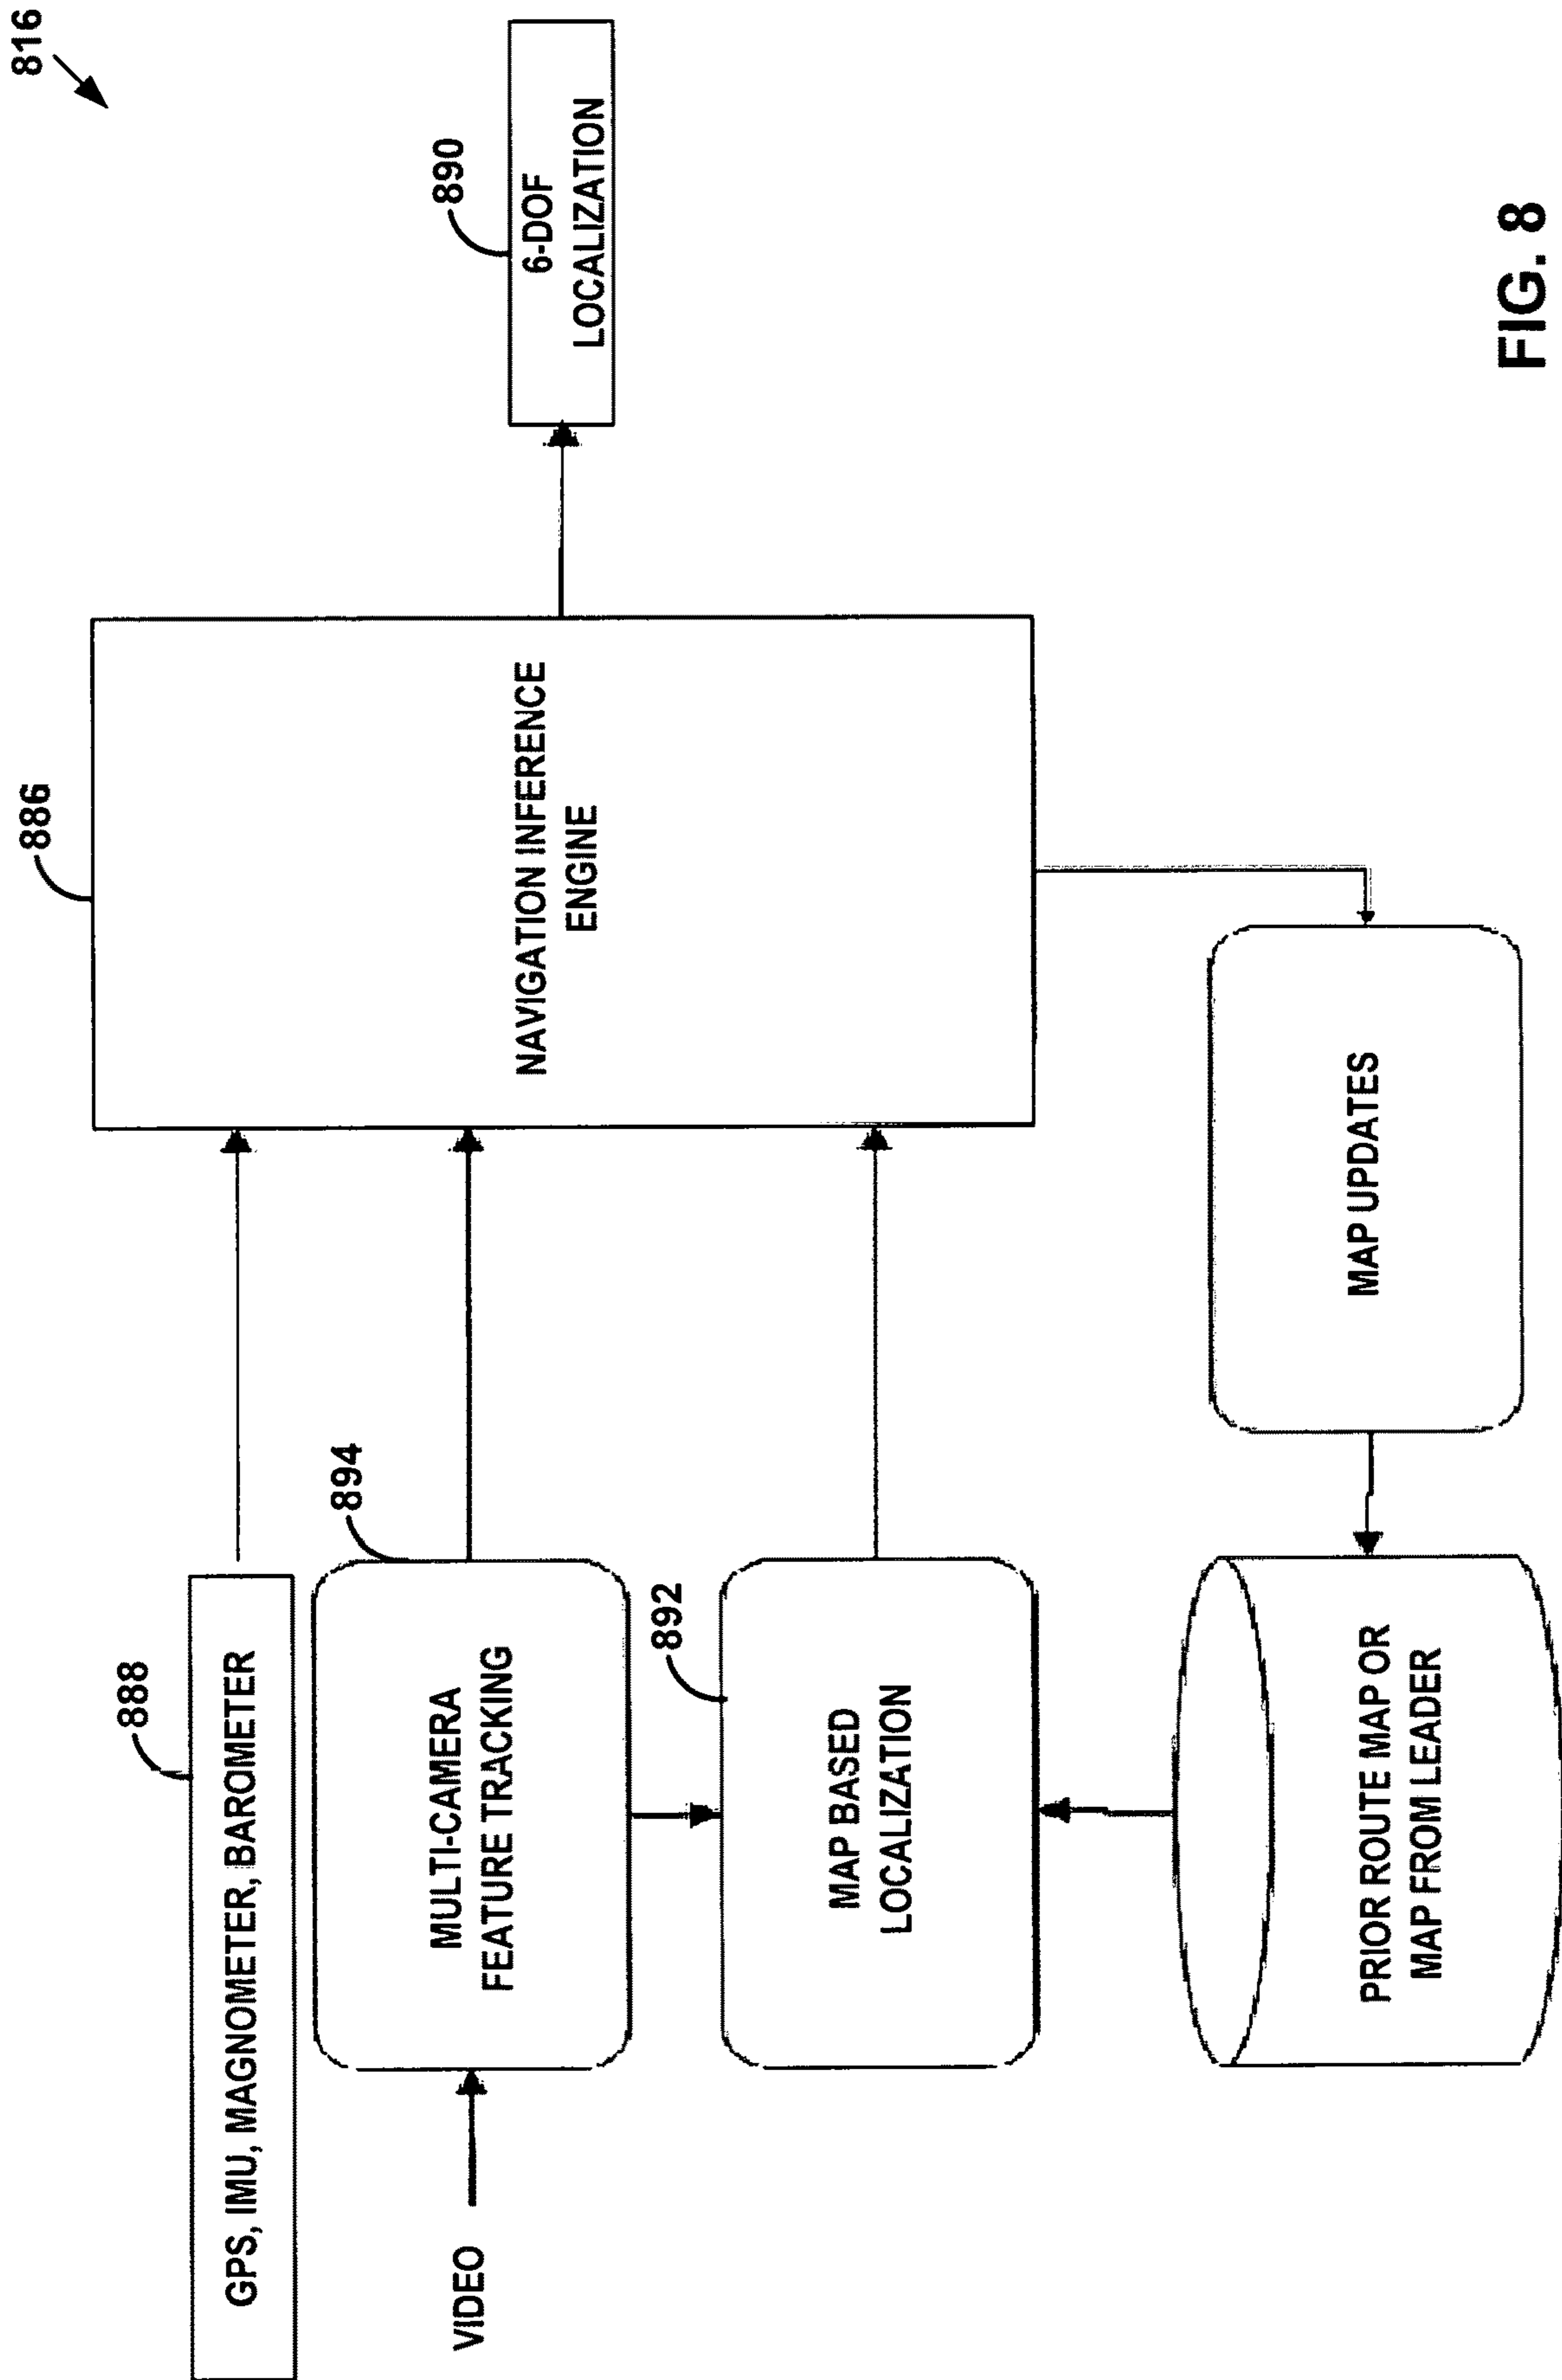 816
886
NAVIGATION INFERENCE
ENGINE
890
6-DOF
LOCALIZATION
888
GPS, IMU, MAGNOMETER, BAROMETER
894
MULTI-CAMERA
FEATURE TRACKING
VIDEO
892
MAP BASED
LOCALIZATION
MAP UPDATES
PRIOR ROUTE MAP OR
MAP FROM LEADER
FIG. 8